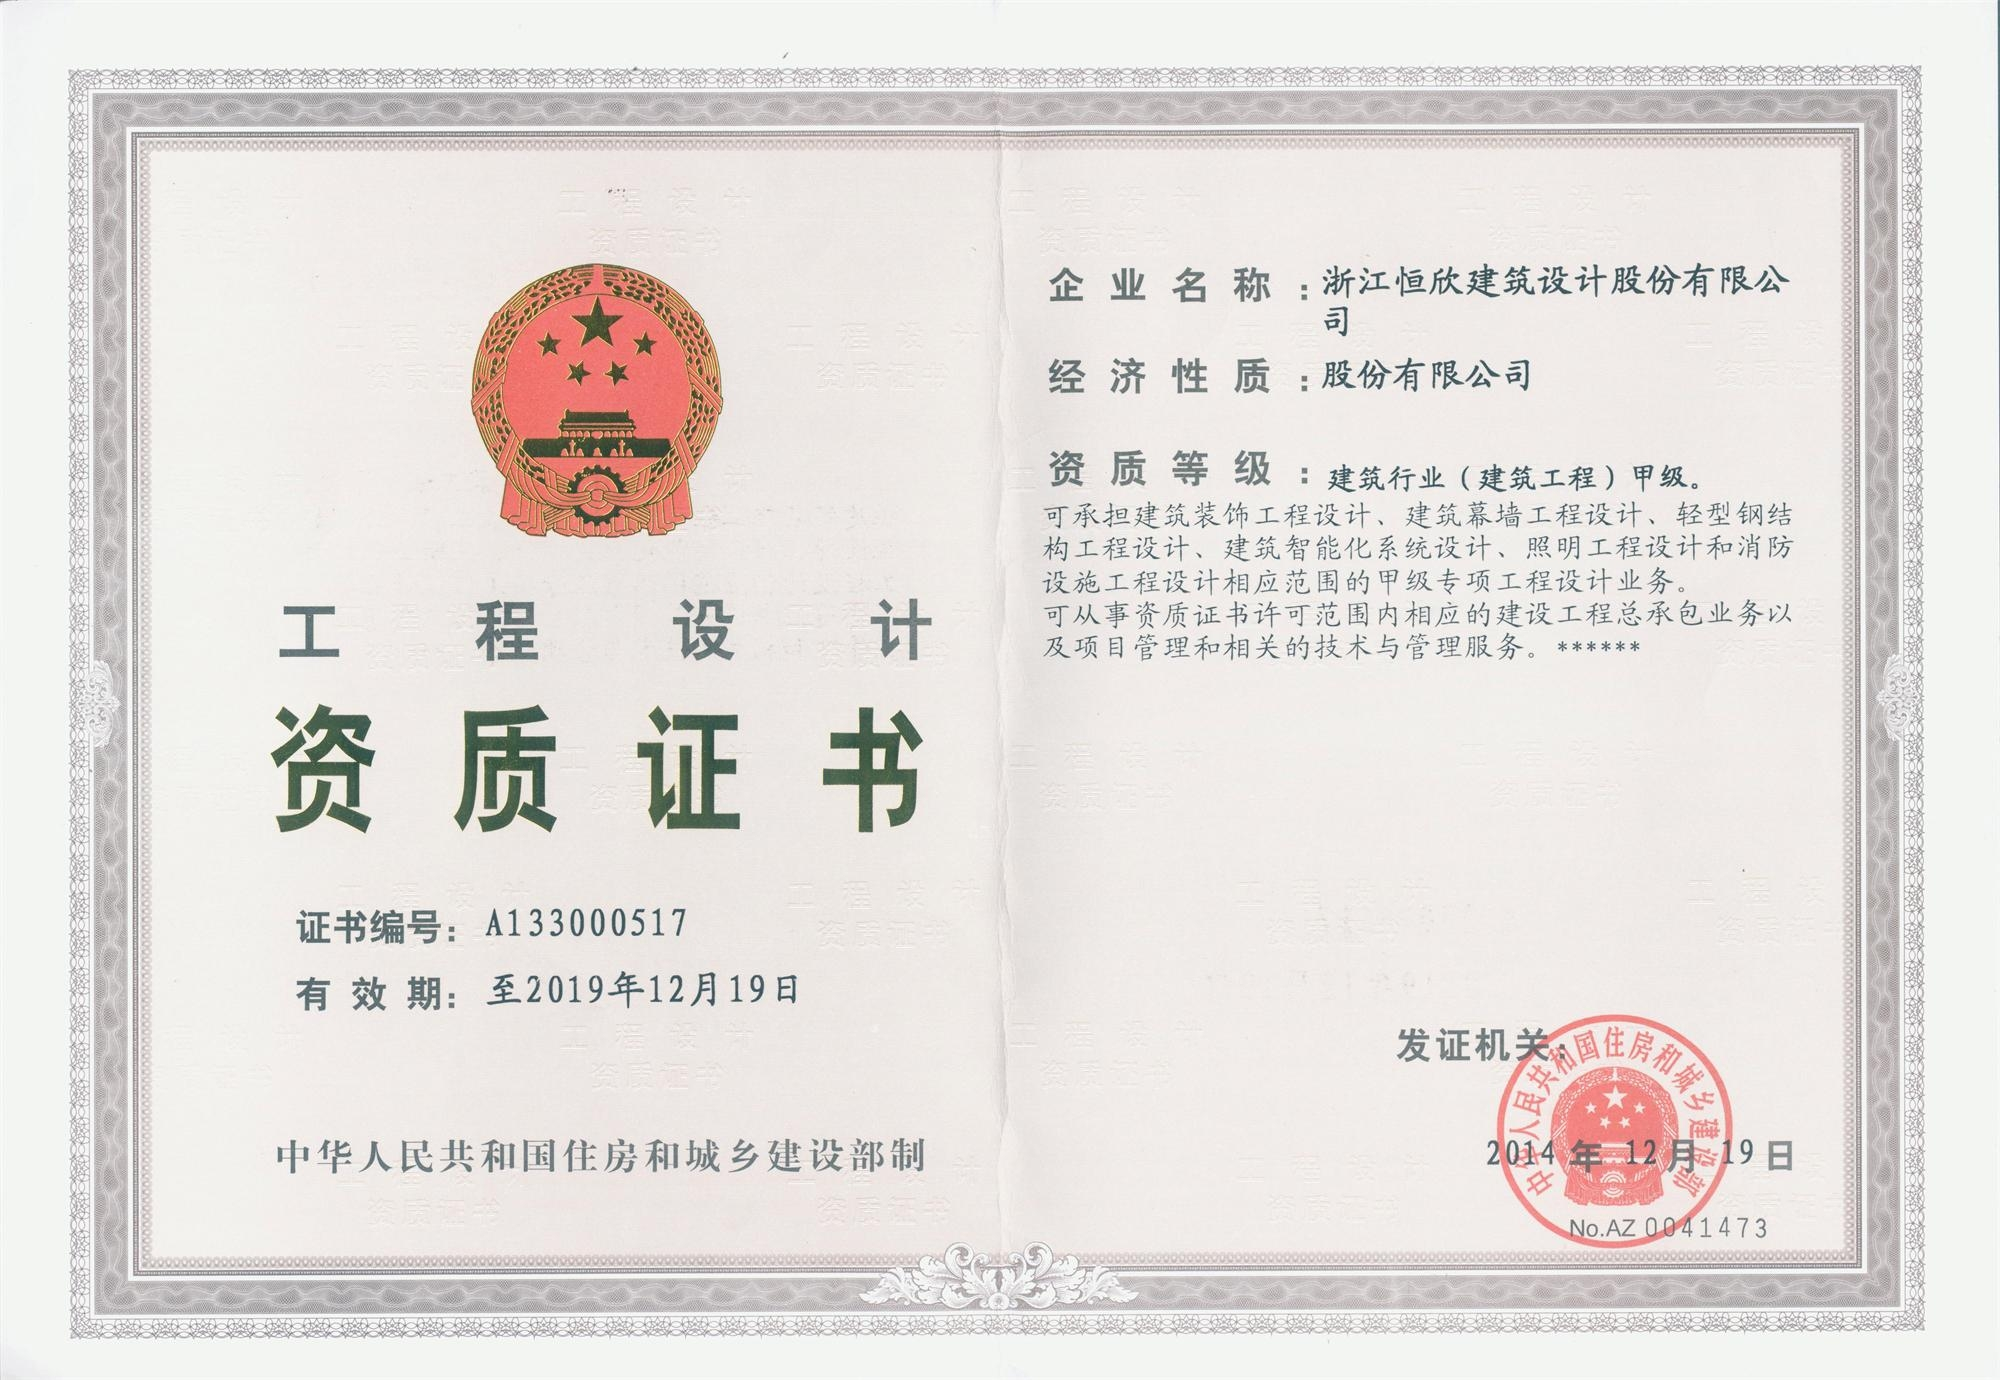 工程设计
资质证书
证书编号：A133000517
有效期：至2019年12月19日
中华人民共和国住房和城乡建设部制
企业名称：浙江恒欣建筑设计股份有限公
司
经济性质：股份有限公司
资质等级：建筑行业（建筑工程）甲级。
可承担建筑装饰工程设计、建筑幕墙工程设计、轻型钢结
构工程设计、建筑智能化系统设计、照明工程设计和消防
设施工程设计相应范围的甲级专项工程设计业务。
可从事资质证书许可范围内相应的建设工程总承包业务以
及项目管理和相关的技术与管理服务。******
发证机关：
中华人民共和国住房和城乡建设部
2014年12月19日
No.AZ 0041473